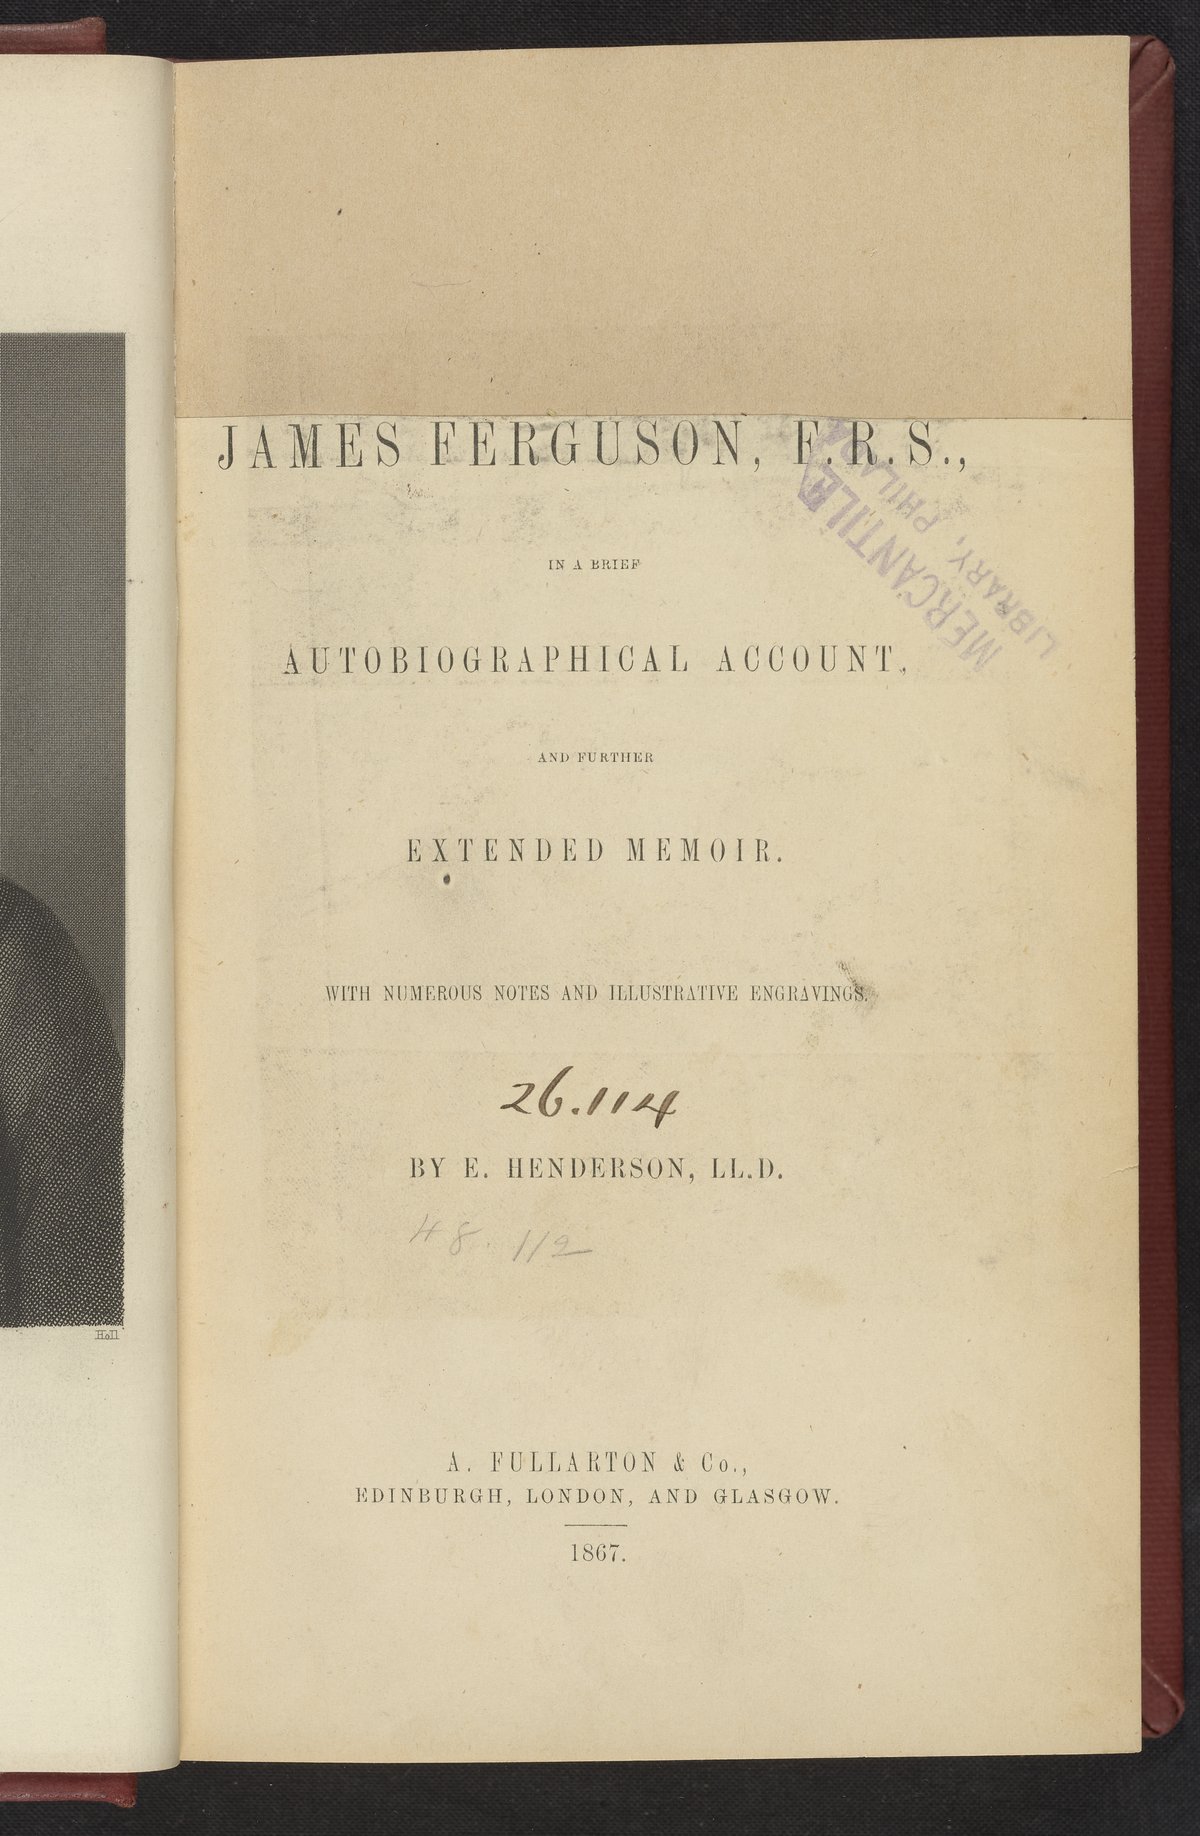 JAMES FERGUSON, F.R.S.,
MERCANTILE
LIBRARY, PHILADA
IN A BRIEF
AUTOBIOGRAPHICAL ACCOUNT,
AND FURTHER
EXTENDED MEMOIR.
WITH NUMEROUS NOTES AND ILLUSTRATIVE ENGRAVINGS.
26.114
BY E. HENDERSON, LL.D.
48.112
Holl
A. FULLARTON & Co.,
EDINBURGH, LONDON, AND GLASGOW.
1867.